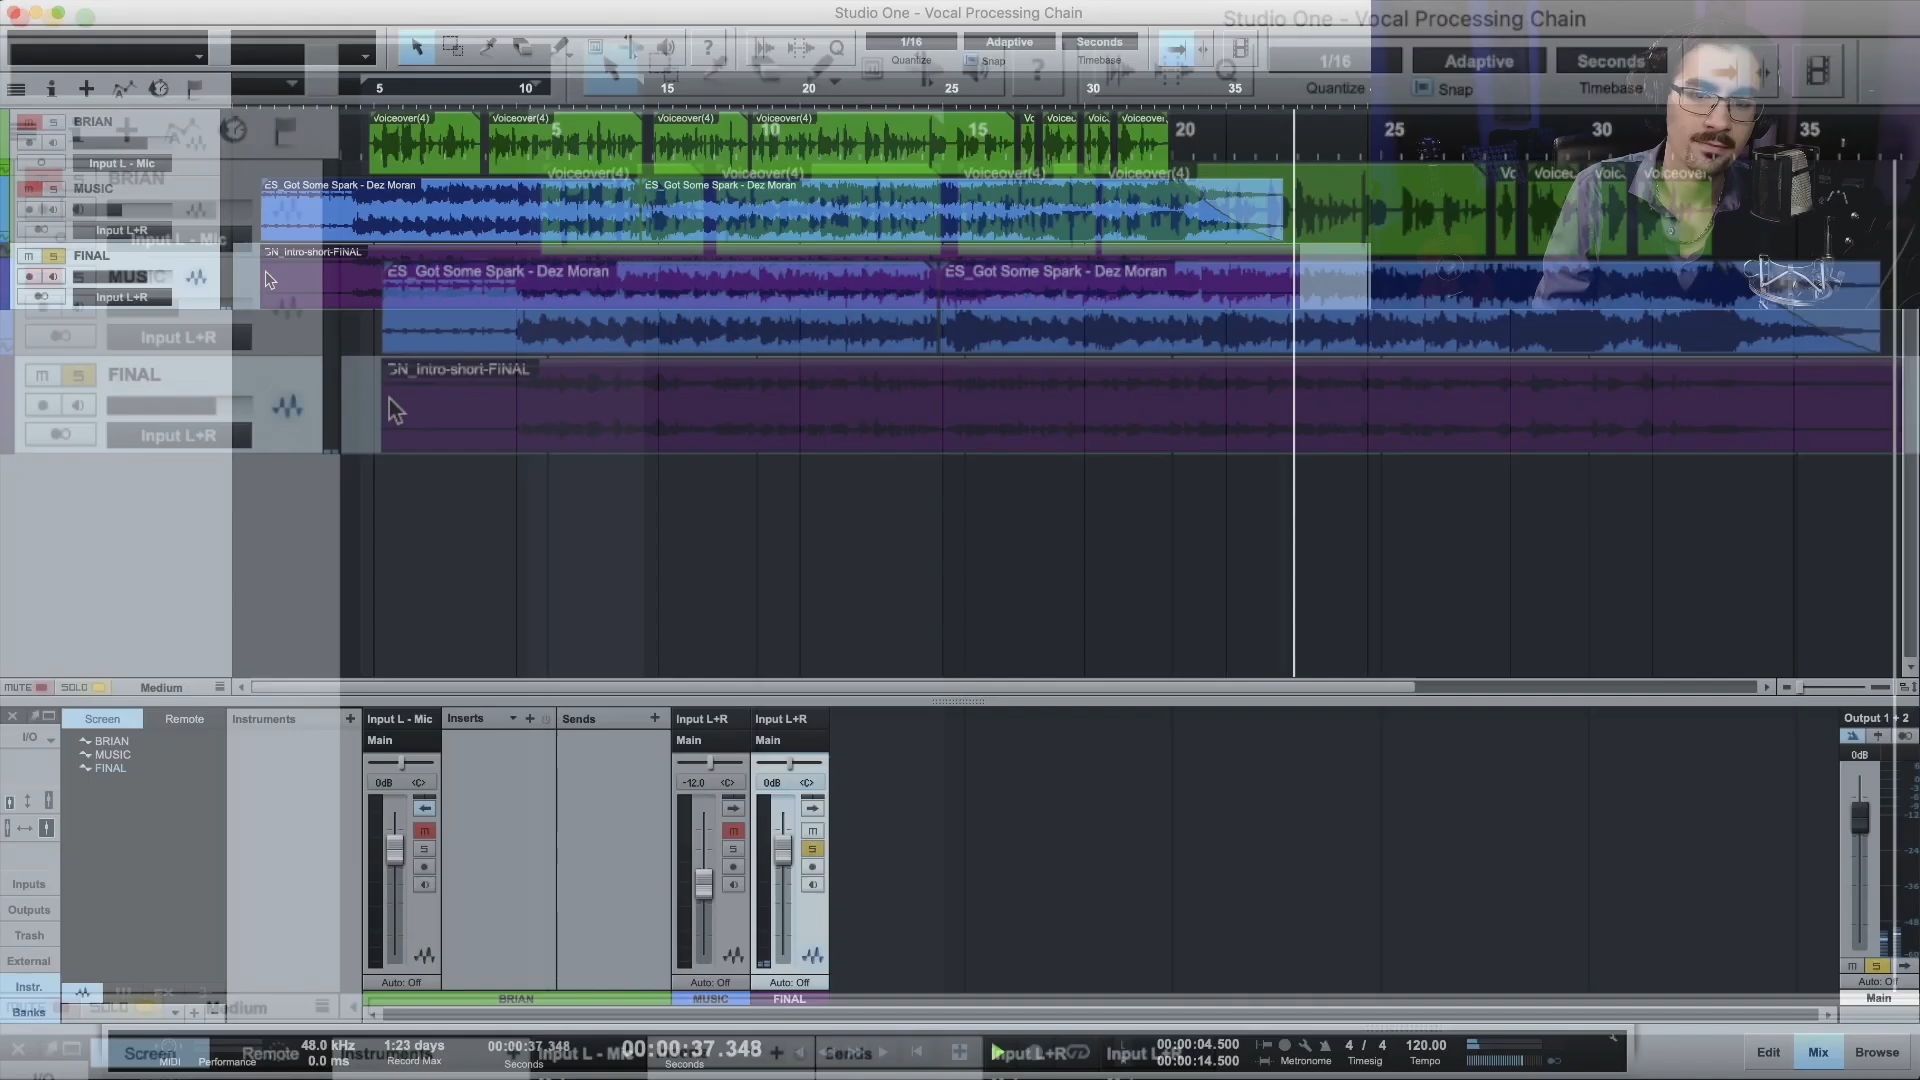 Studio One - Vocal Processing Chain
Studio One - Vocal Processing Chain
1/16 Adaptive Seconds
Quantize Snap Timebase
1/16 Adaptive Seconds
Quantize Snap Timebase
5 10 15 20 25 30 35
5 10 15 20 25 30 35
M S BRIAN
Input L - Mic
BRIAN
Input L - Mic
Voiceover(4) Voiceover(4) Voiceover(4) Voiceover(4) Vc Voiceu Voic Voiceover
Voiceover(4) Voiceover(4) Voiceover(4) Voiceover(4) Vc Voiceu Voic Voiceover
M S MUSIC
Input L+R
ES_Got Some Spark - Dez Moran ES_Got Some Spark - Dez Moran
M S FINAL
Input L+R
SN_intro-short-FINAL
MUSIC
Input L+R
ES_Got Some Spark - Dez Moran ES_Got Some Spark - Dez Moran
M S FINAL
Input L+R
SN_intro-short-FINAL
MUTE SOLO Medium
Screen Remote Instruments
I/O
BRIAN
MUSIC
FINAL
Input L - Mic Inserts Sends Input L+R Input L+R Output 1 + 2
Main Main Main
0dB <C> -12.0 <C> 0dB <C> 0dB
M M M
S S S
Inputs
Outputs
Trash
External
Instr.
Banks
Auto: Off Auto: Off Auto: Off Auto: Off
BRIAN MUSIC FINAL Main
SOLO Medium
Screen Remote Instruments Input L - Mic Sends Input L+R Input L+R
MIDI Performance
48.0 kHz
0.0 ms
1:23 days
Record Max
00:00:37.348
Seconds
00:00:37.348
Seconds
00:00:04.500
00:00:14.500
Metronome
4 / 4
Timesig
120.00
Tempo
Edit Mix Browse